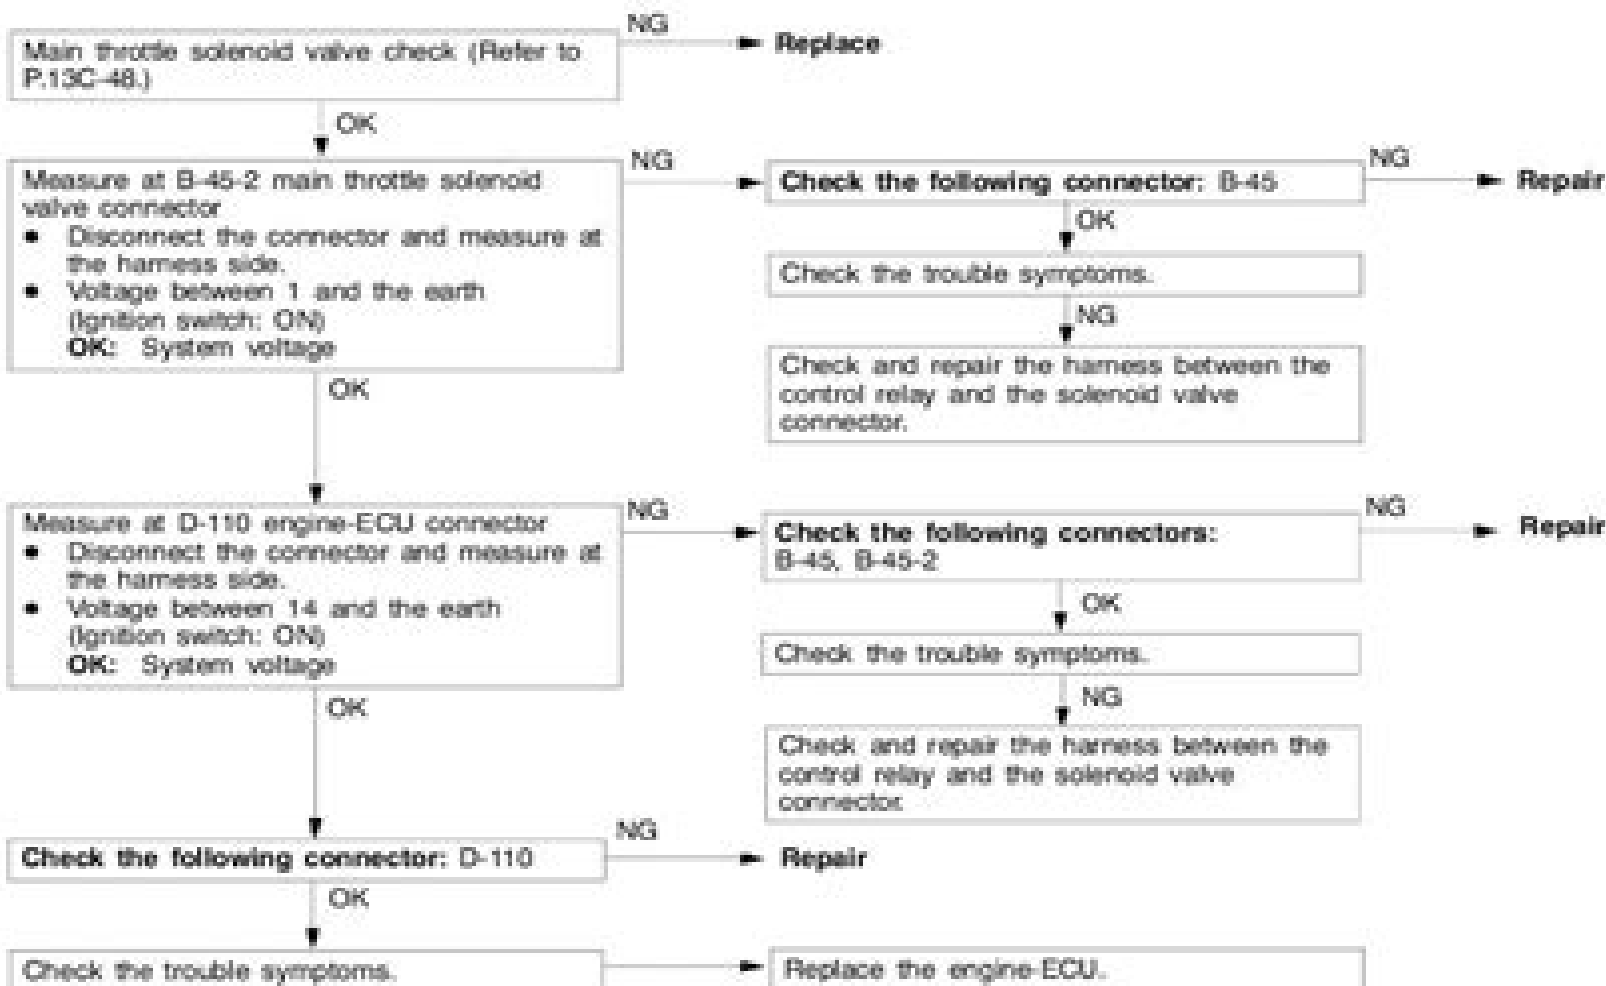 Main throttle solenoid valve check (Refer to
P.13C-48.)
NG
Replace
OK
Measure at B-45-2 main throttle solenoid
valve connector
• Disconnect the connector and measure at
the harness side.
• Voltage between 1 and the earth
(Ignition switch: ON)
OK: System voltage
NG
Check the following connector: B-45
NG
Repair
OK
Check the trouble symptoms.
NG
Check and repair the harness between the
control relay and the solenoid valve
connector.
OK
Measure at D-110 engine-ECU connector
• Disconnect the connector and measure at
the harness side.
• Voltage between 14 and the earth
(Ignition switch: ON)
OK: System voltage
NG
Check the following connectors:
B-45, B-45-2
NG
Repair
OK
Check the trouble symptoms.
NG
Check and repair the harness between the
control relay and the solenoid valve
connector.
OK
Check the following connector: D-110
NG
Repair
OK
Check the trouble symptoms.
Replace the engine-ECU.